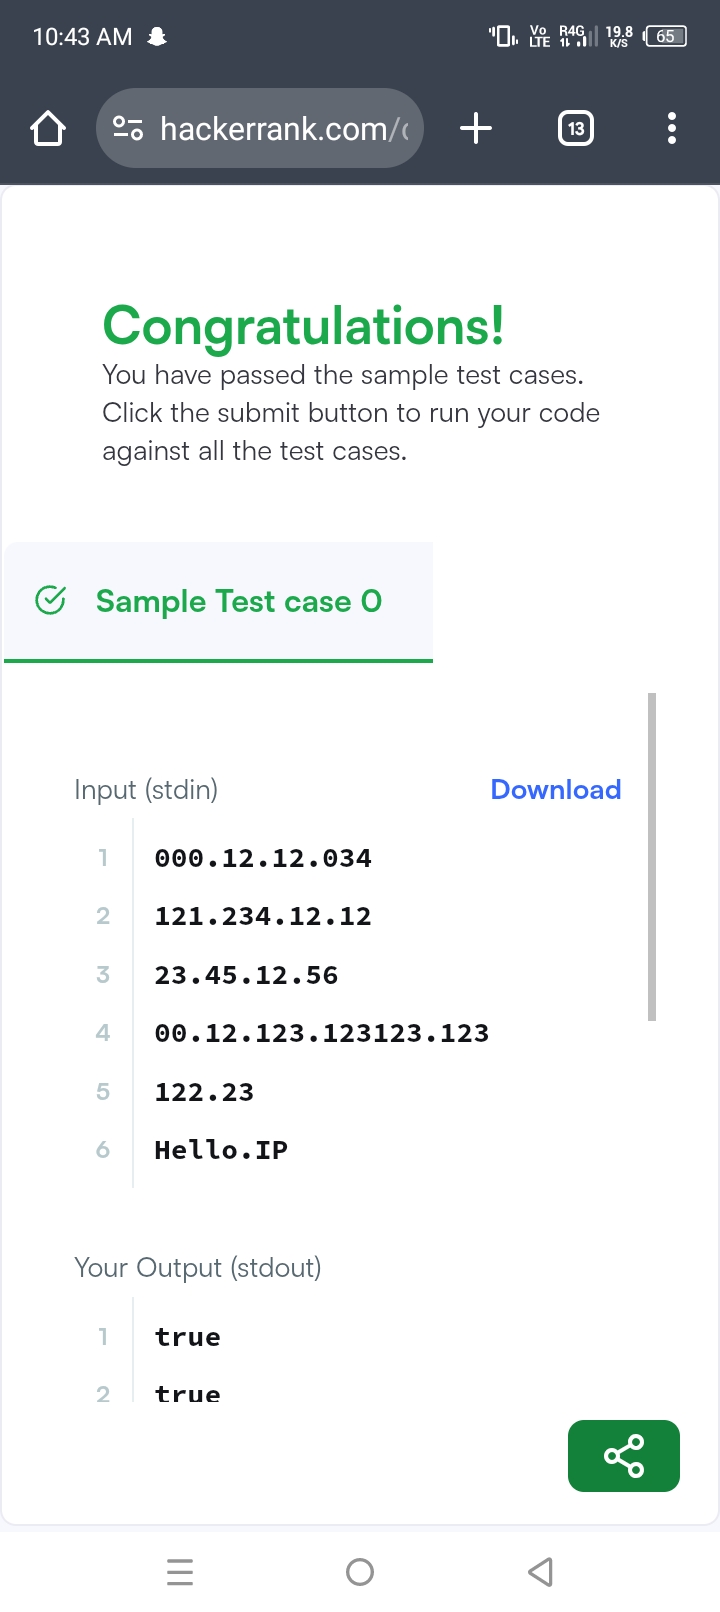 10:43 AM
Vo LTE R4G 19.8 K/S 65
hackerrank.com/
13
Congratulations!
You have passed the sample test cases.
Click the submit button to run your code
against all the test cases.
Sample Test case 0
Input (stdin)
Download
1 000.12.12.034
2 121.234.12.12
3 23.45.12.56
4 00.12.123.123123.123
5 122.23
6 Hello.IP
Your Output (stdout)
1 true
2 true